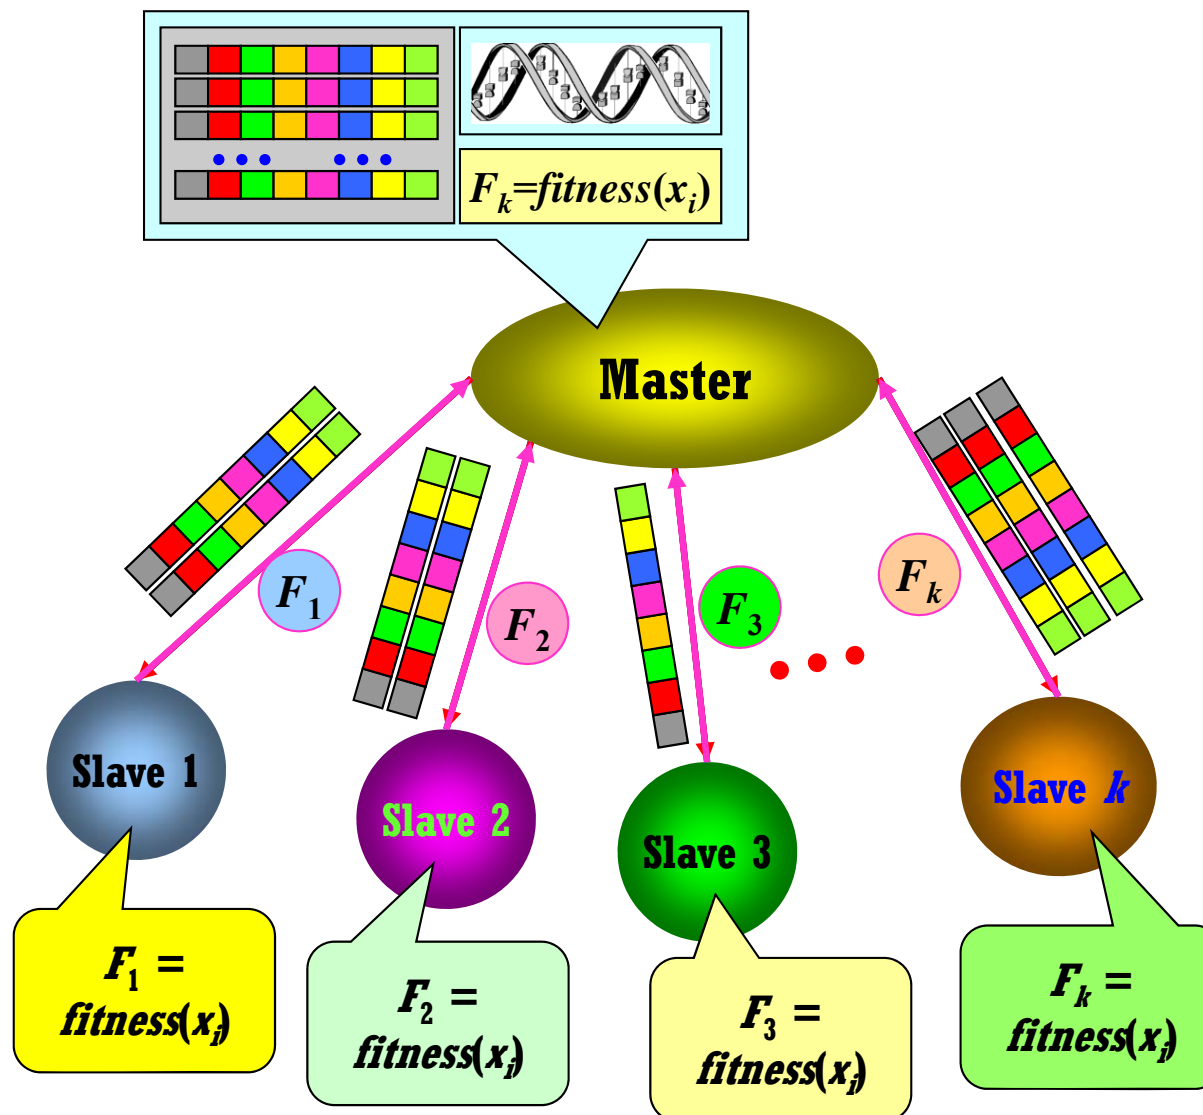 F_k=fitness(x_i)
Master
F_1
F_2
F_3
F_k
Slave 1
Slave 2
Slave 3
Slave k
F_1 =
fitness(x_i)
F_2 =
fitness(x_i)
F_3 =
fitness(x_i)
F_k =
fitness(x_i)